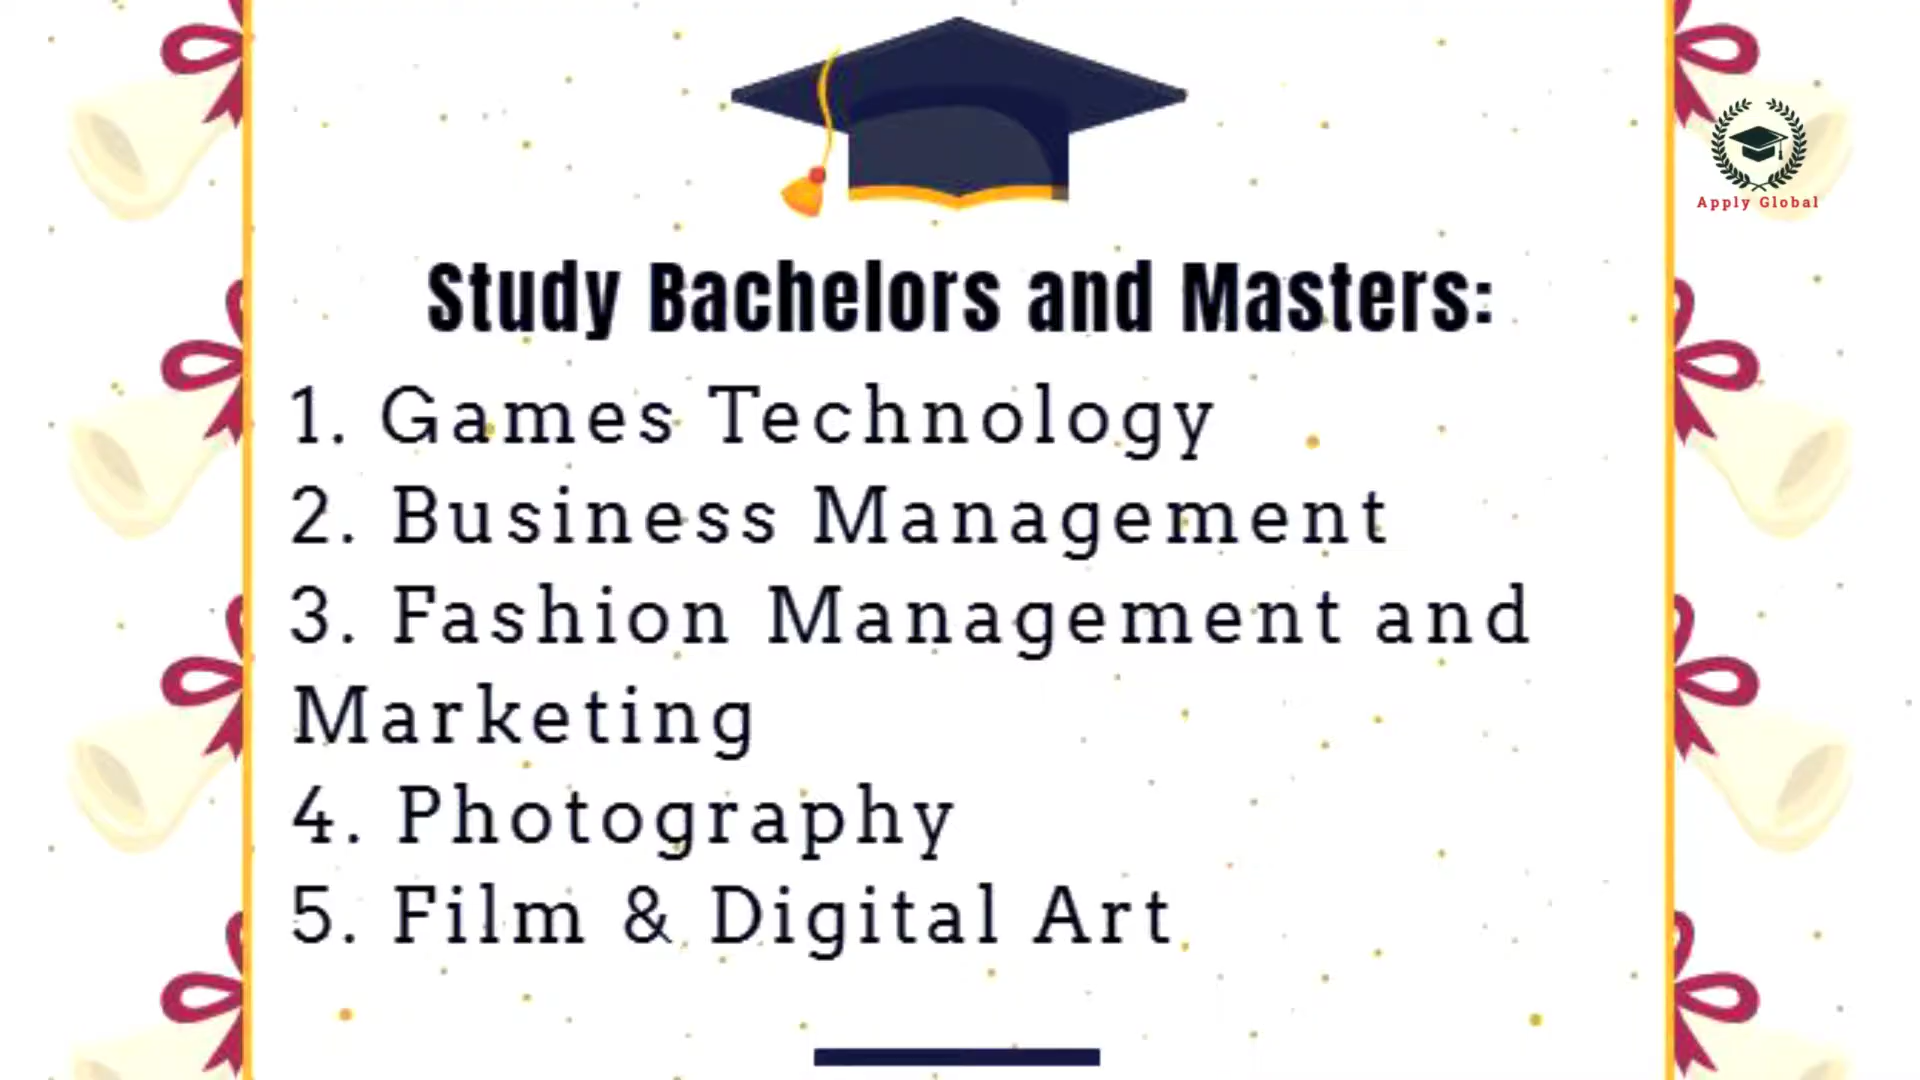 Apply Global
Study Bachelors and Masters:
1. Games Technology
2. Business Management
3. Fashion Management and
Marketing
4. Photography
5. Film & Digital Art